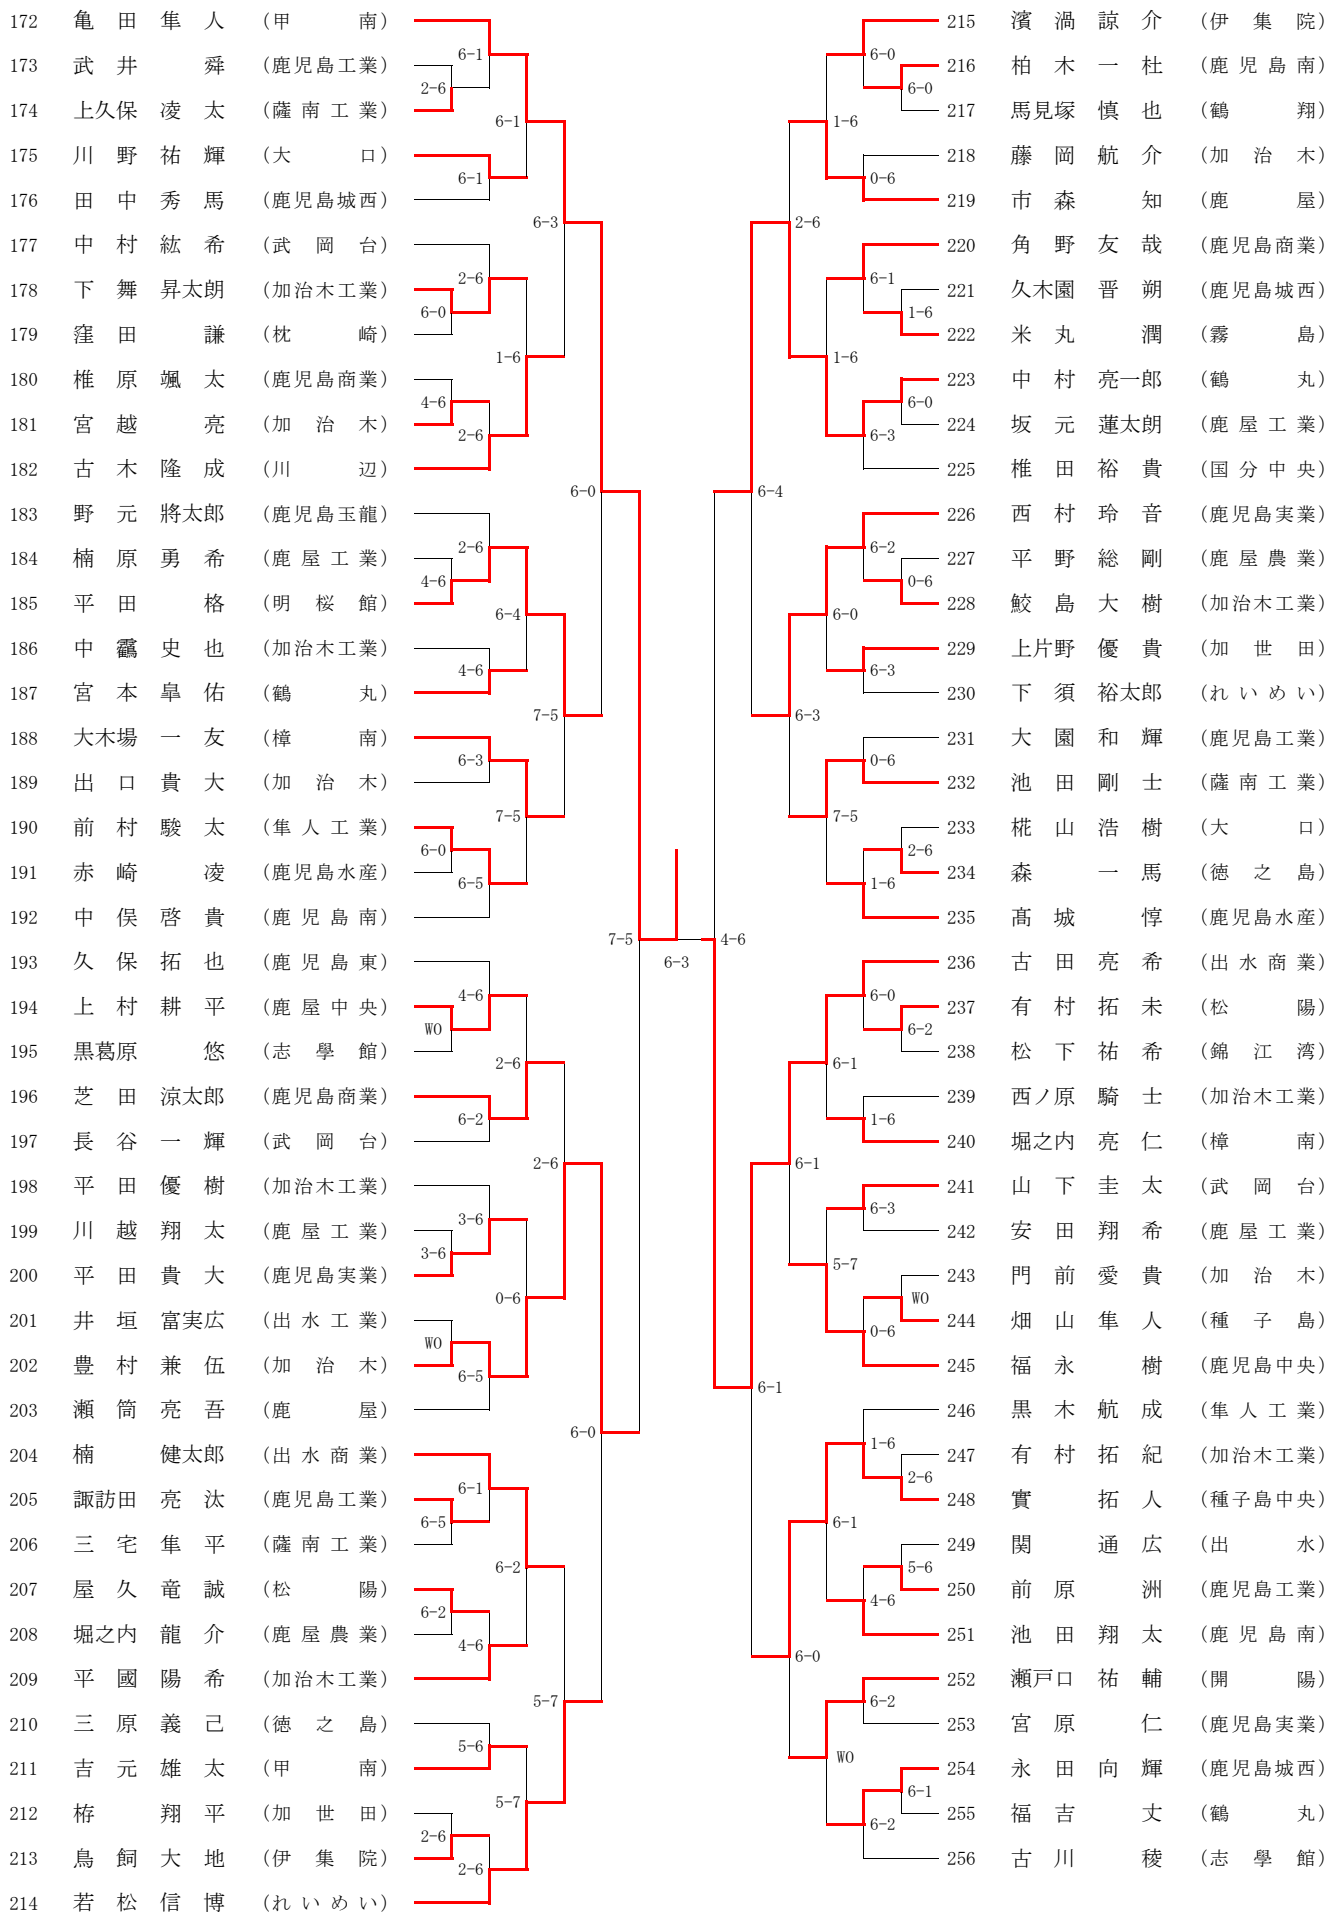 172 亀田隼人 (甲南)
173 武井舜 (鹿児島工業)
174 上久保凌太 (薩南工業)
175 川野祐輝 (大口)
176 田中秀馬 (鹿児島城西)
177 中村紘希 (武岡台)
178 下舞昇太朗 (加治木工業)
179 窪田謙 (枕崎)
180 椎原颯太 (鹿児島商業)
181 宮越亮 (加治木)
182 古木隆成 (川辺)
183 野元將太郎 (鹿児島玉龍)
184 楠原勇希 (鹿屋工業)
185 平田格 (明桜館)
186 中靍史也 (加治木工業)
187 宮本皐佑 (鶴丸)
188 大木場一友 (樟南)
189 出口貴大 (加治木)
190 前村駿太 (隼人工業)
191 赤崎凌 (鹿児島水産)
192 中俣啓貴 (鹿児島南)
193 久保拓也 (鹿児島東)
194 上村耕平 (鹿屋中央)
195 黒葛原悠 (志學館)
196 芝田涼太郎 (鹿児島商業)
197 長谷一輝 (武岡台)
198 平田優樹 (加治木工業)
199 川越翔太 (鹿屋工業)
200 平田貴大 (鹿児島実業)
201 井垣富実広 (出水工業)
202 豊村兼伍 (加治木)
203 瀬筒亮吾 (鹿屋)
204 楠健太郎 (出水商業)
205 諏訪田亮汰 (鹿児島工業)
206 三宅隼平 (薩南工業)
207 屋久竜誠 (松陽)
208 堀之内龍介 (鹿屋農業)
209 平國陽希 (加治木工業)
210 三原義己 (徳之島)
211 吉元雄太 (甲南)
212 栫翔平 (加世田)
213 鳥飼大地 (伊集院)
214 若松信博 (れいめい)
6-1
2-6
6-1
6-1
6-3
2-6
6-0
1-6
4-6
2-6
6-0
2-6
4-6
6-4
4-6
7-5
6-3
7-5
6-0
6-5
7-5
4-6
WO
2-6
6-2
2-6
3-6
3-6
0-6
WO
6-5
6-0
6-1
6-5
6-2
6-2
4-6
5-7
5-6
5-7
2-6
2-6
6-3
215 濱渦諒介 (伊集院)
216 柏木一杜 (鹿児島南)
217 馬見塚慎也 (鶴翔)
218 藤岡航介 (加治木)
219 市森知 (鹿屋)
220 角野友哉 (鹿児島商業)
221 久木園晋朔 (鹿児島城西)
222 米丸潤 (霧島)
223 中村亮一郎 (鶴丸)
224 坂元蓮太朗 (鹿屋工業)
225 椎田裕貴 (国分中央)
226 西村玲音 (鹿児島実業)
227 平野総剛 (鹿屋農業)
228 鮫島大樹 (加治木工業)
229 上片野優貴 (加世田)
230 下須裕太郎 (れいめい)
231 大園和輝 (鹿児島工業)
232 池田剛士 (薩南工業)
233 椛山浩樹 (大口)
234 森一馬 (徳之島)
235 髙城惇 (鹿児島水産)
236 古田亮希 (出水商業)
237 有村拓未 (松陽)
238 松下祐希 (錦江湾)
239 西ノ原騎士 (加治木工業)
240 堀之内亮仁 (樟南)
241 山下圭太 (武岡台)
242 安田翔希 (鹿屋工業)
243 門前愛貴 (加治木)
244 畑山隼人 (種子島)
245 福永樹 (鹿児島中央)
246 黒木航成 (隼人工業)
247 有村拓紀 (加治木工業)
248 實拓人 (種子島中央)
249 関通広 (出水)
250 前原洲 (鹿児島工業)
251 池田翔太 (鹿児島南)
252 瀬戸口祐輔 (開陽)
253 宮原仁 (鹿児島実業)
254 永田向輝 (鹿児島城西)
255 福吉丈 (鶴丸)
256 古川稜 (志學館)
6-0
6-0
1-6
0-6
2-6
6-1
1-6
1-6
6-0
6-3
6-4
6-2
0-6
6-0
6-3
6-3
0-6
7-5
2-6
1-6
4-6
6-0
6-2
6-1
1-6
6-1
6-3
5-7
WO
0-6
6-1
1-6
2-6
6-1
5-6
4-6
6-0
6-2
WO
6-1
6-2